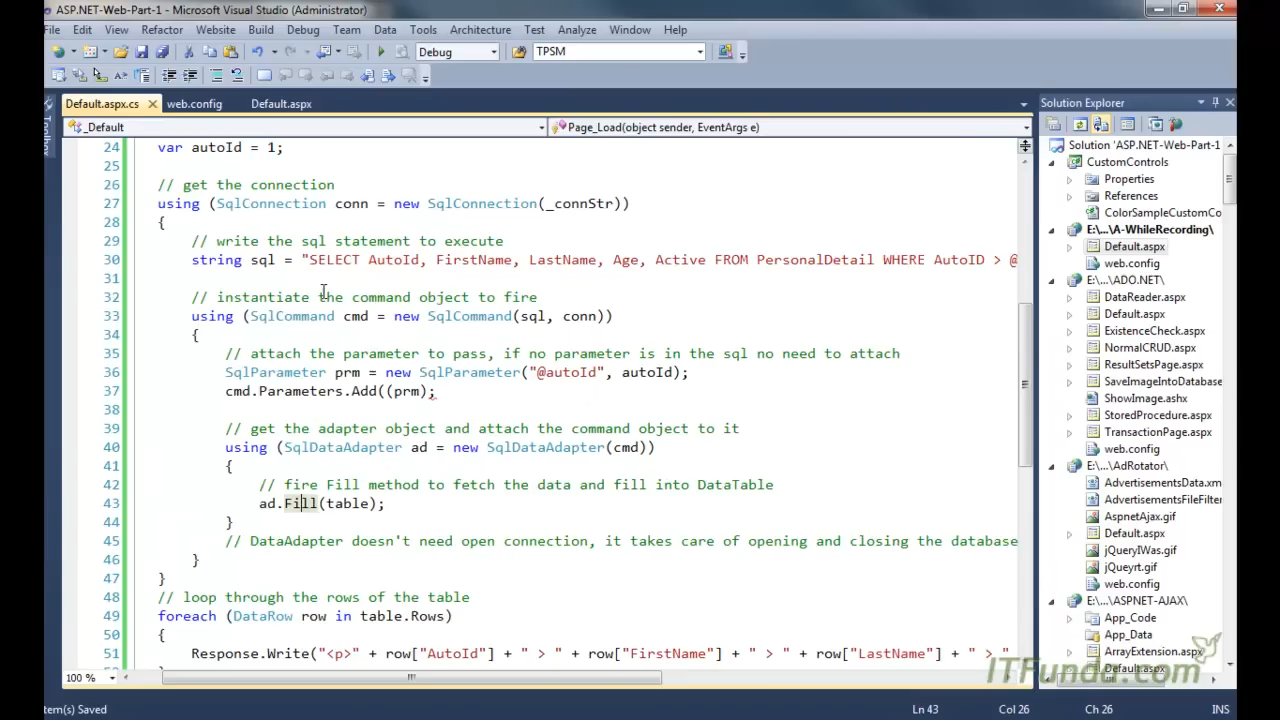 ASP.NET-Web-Part-1 - Microsoft Visual Studio (Administrator)
File Edit View Refactor Website Build Debug Team Data Tools Architecture Test Analyze Window Help
Debug TPSM
Default.aspx.cs web.config Default.aspx
_Default Page_Load(object sender, EventArgs e)
Toolbox
24 var autoId = 1;
25
26 // get the connection
27 using (SqlConnection conn = new SqlConnection(_connStr))
28 {
29 // write the sql statement to execute
30 string sql = "SELECT AutoId, FirstName, LastName, Age, Active FROM PersonalDetail WHERE AutoID > @
31
32 // instantiate the command object to fire
33 using (SqlCommand cmd = new SqlCommand(sql, conn))
34 {
35 // attach the parameter to pass, if no parameter is in the sql no need to attach
36 SqlParameter prm = new SqlParameter("@autoId", autoId);
37 cmd.Parameters.Add((prm);
38
39 // get the adapter object and attach the command object to it
40 using (SqlDataAdapter ad = new SqlDataAdapter(cmd))
41 {
42 // fire Fill method to fetch the data and fill into DataTable
43 ad.Fill(table);
44 }
45 // DataAdapter doesn't need open connection, it takes care of opening and closing the database
46 }
47 }
48 // loop through the rows of the table
49 foreach (DataRow row in table.Rows)
50 {
51 Response.Write("<p>" + row["AutoId"] + " > " + row["FirstName"] + " > " + row["LastName"] + " > "
100 %
Solution Explorer
Solution 'ASP.NET-Web-Part-1
CustomControls
Properties
References
ColorSampleCustomCo
E:\...\A-WhileRecording\
Default.aspx
web.config
E:\...\ADO.NET\
DataReader.aspx
Default.aspx
ExistenceCheck.aspx
NormalCRUD.aspx
ResultSetsPage.aspx
SaveImageIntoDatabase
ShowImage.ashx
StoredProcedure.aspx
TransactionPage.aspx
web.config
E:\...\AdRotator\
AdvertisementsData.xm
AdvertisementsFileFilter
AspnetAjax.gif
Default.aspx
jQueryIWas.gif
jQueyrt.gif
web.config
E:\...\ASPNET-AJAX\
App_Code
App_Data
ArrayExtension.aspx
Default.aspx
ITFunda.com
tem(s) Saved Ln 43 Col 26 Ch 26 INS